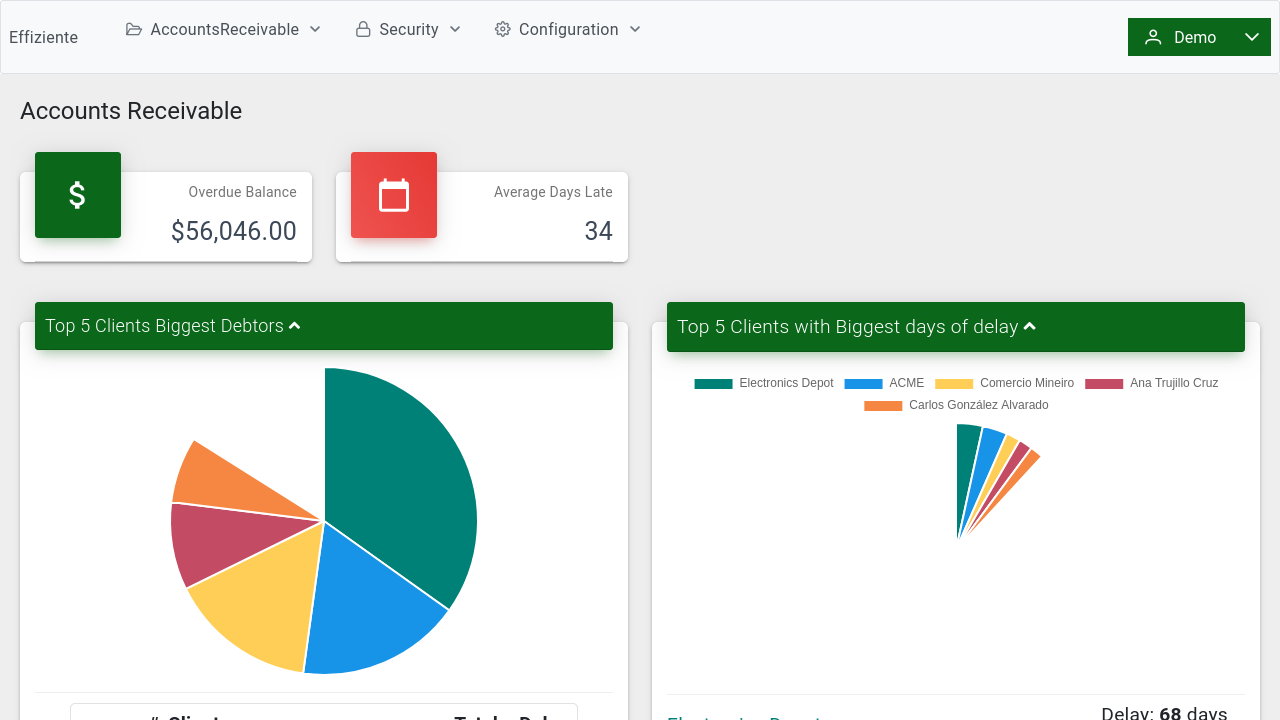 Effiziente
AccountsReceivable
Security
Configuration
Demo
Accounts Receivable
Overdue Balance
$56,046.00
Average Days Late
34
Top 5 Clients Biggest Debtors
Top 5 Clients with Biggest days of delay
Electronics Depot
ACME
Comercio Mineiro
Ana Trujillo Cruz
Carlos González Alvarado
Electronics Depot
Delay: 68 days